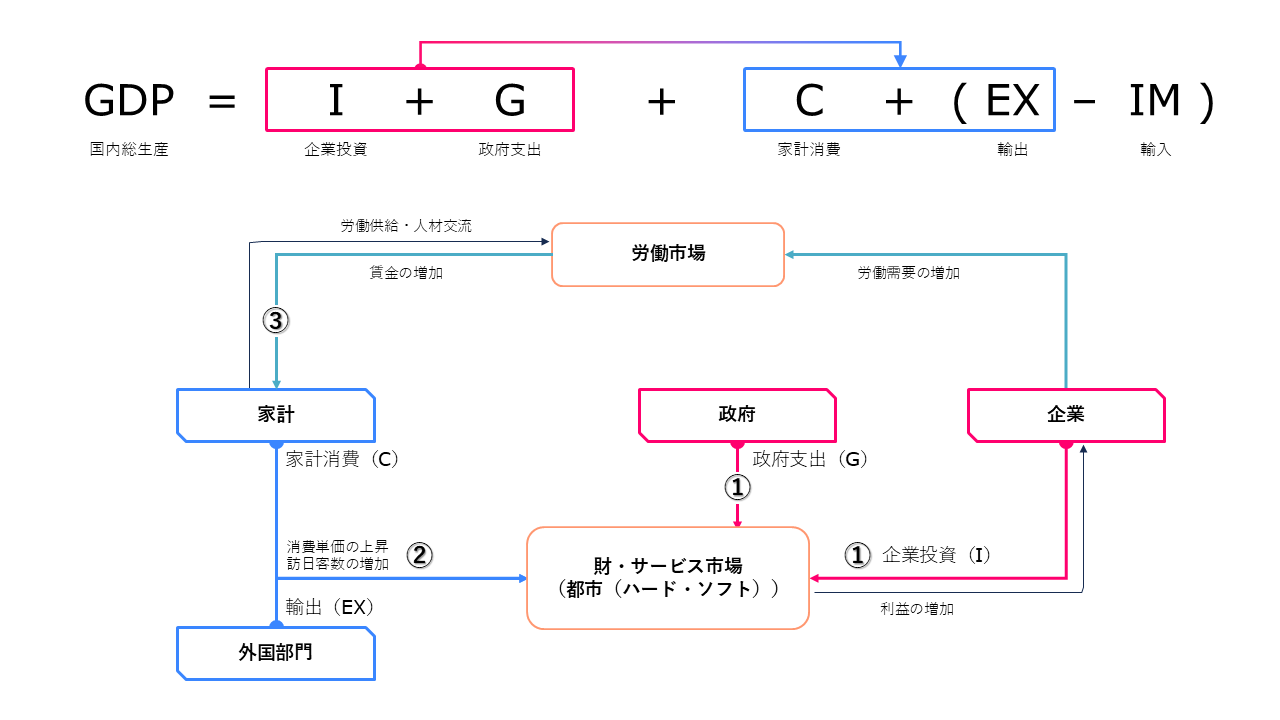 GDP = I + G + C + ( EX − IM )
国内総生産 企業投資 政府支出 家計消費 輸出 輸入
労働供給・人材交流
労働市場
賃金の増加
労働需要の増加
③
家計
政府
企業
家計消費（C）
政府支出（G）
①
消費単価の上昇
訪日客数の増加
②
財・サービス市場
（都市（ハード・ソフト））
①
企業投資（I）
輸出（EX）
利益の増加
外国部門